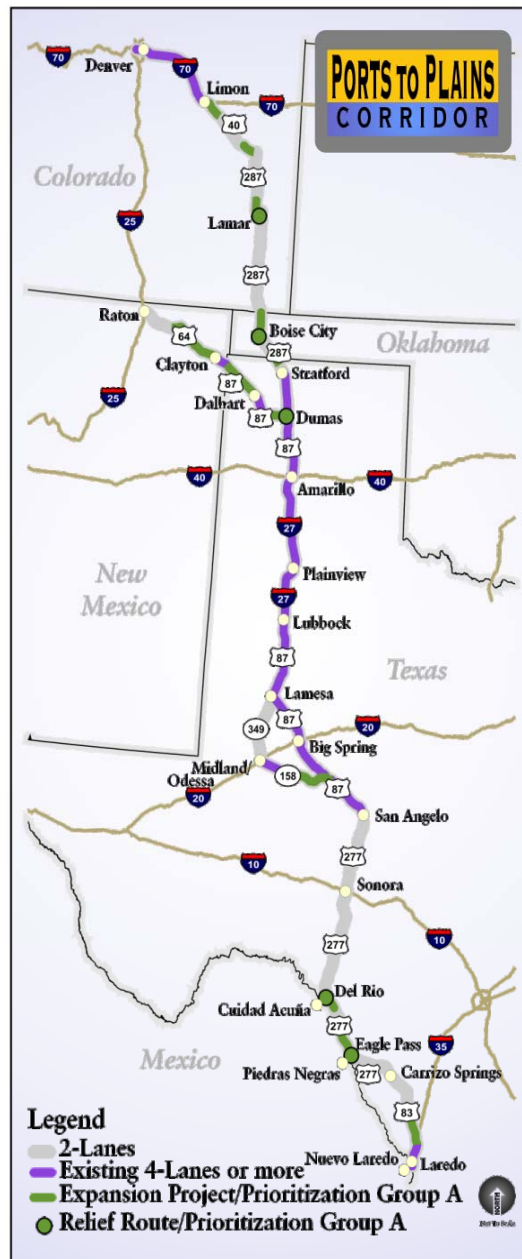 PORTS TO PLAINS
CORRIDOR
70
Denver
70
Limon
70
40
Colorado
287
25
Lamar
287
Raton
Boise City
64
Oklahoma
Clayton
287
Stratford
87
Dalhart
25
87
Dumas
87
40
Amarillo
40
27
New
Mexico
Plainview
27
Lubbock
87
Texas
Lamesa
87
20
349
Big Spring
Midland/
Odessa
158
87
20
San Angelo
277
10
Sonora
10
277
Del Rio
Cuidad Acuña
277
Eagle Pass
35
Mexico
Piedras Negras
277
Carrizo Springs
83
Nuevo Laredo
Laredo
Legend
2-Lanes
Existing 4-Lanes or more
Expansion Project/Prioritization Group A
Relief Route/Prioritization Group A
NORTH
Not To Scale